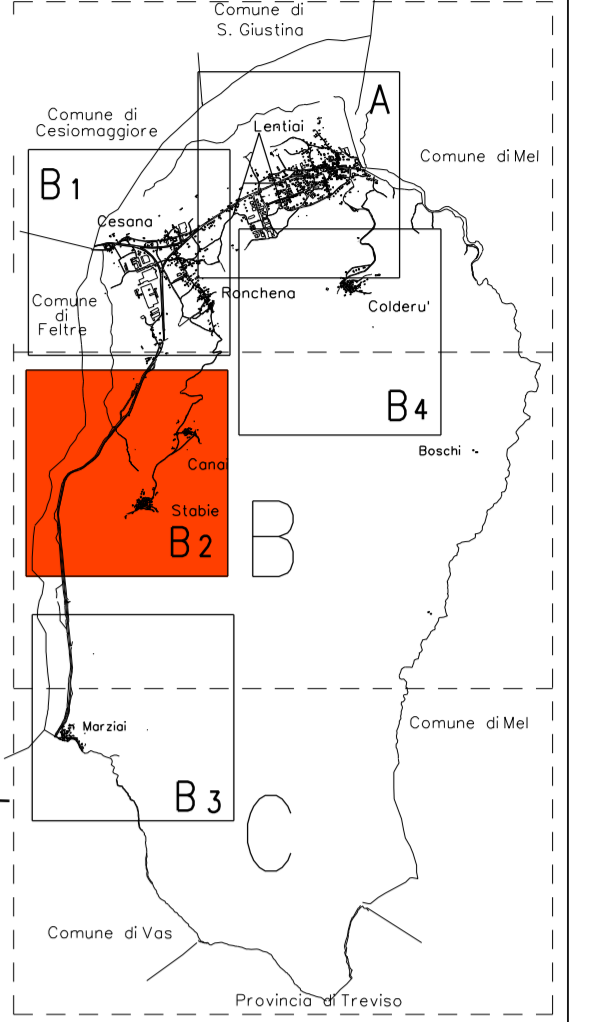 Comune di
S. Giustina
A
Comune di
Cesiomaggiore
Lentiai
Comune di Mel
B1
Cesana
Ronchena
Comune
di
Feltre
Colderu'
B4
Boschi
Canai
Stabie
B2
B
Marziai
Comune di Mel
B3
C
Comune di Vas
Provincia di Treviso